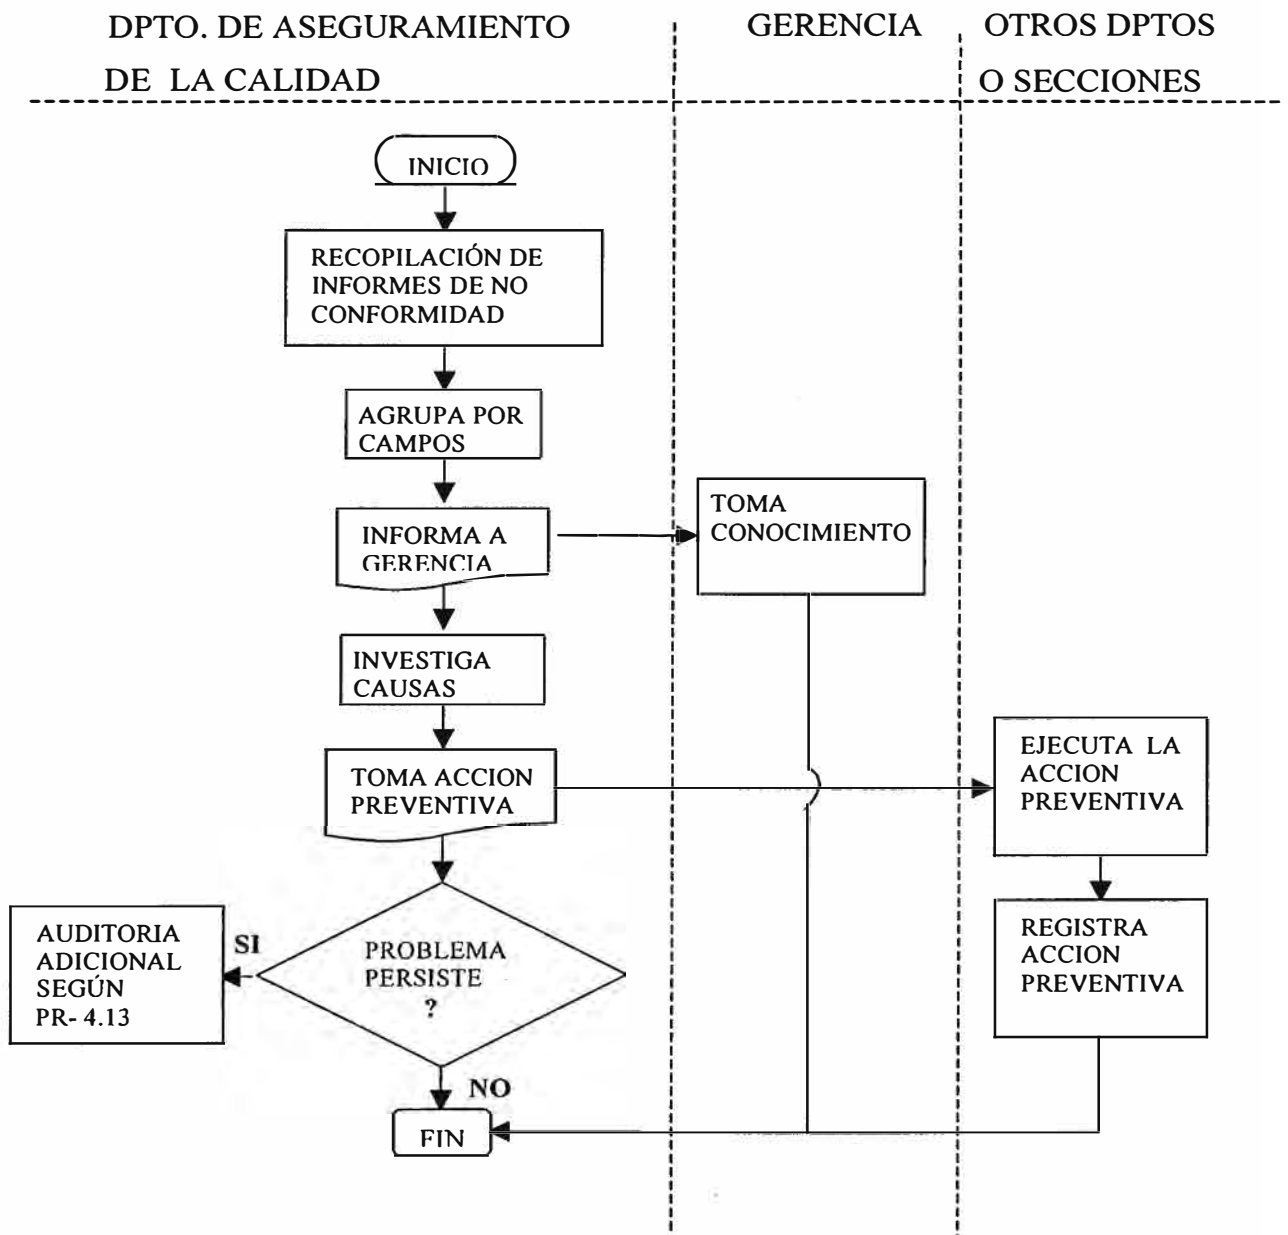 DPTO. DE ASEGURAMIENTO
DE LA CALIDAD
GERENCIA
OTROS DPTOS
O SECCIONES
INICIO
RECOPILACIÓN DE
INFORMES DE NO
CONFORMIDAD
AGRUPA POR
CAMPOS
INFORMA A
GERENCIA
TOMA
CONOCIMIENTO
INVESTIGA
CAUSAS
TOMA ACCION
PREVENTIVA
EJECUTA LA
ACCION
PREVENTIVA
REGISTRA
ACCION
PREVENTIVA
PROBLEMA
PERSISTE
?
SI
AUDITORIA
ADICIONAL
SEGÚN
PR- 4.13
NO
FIN